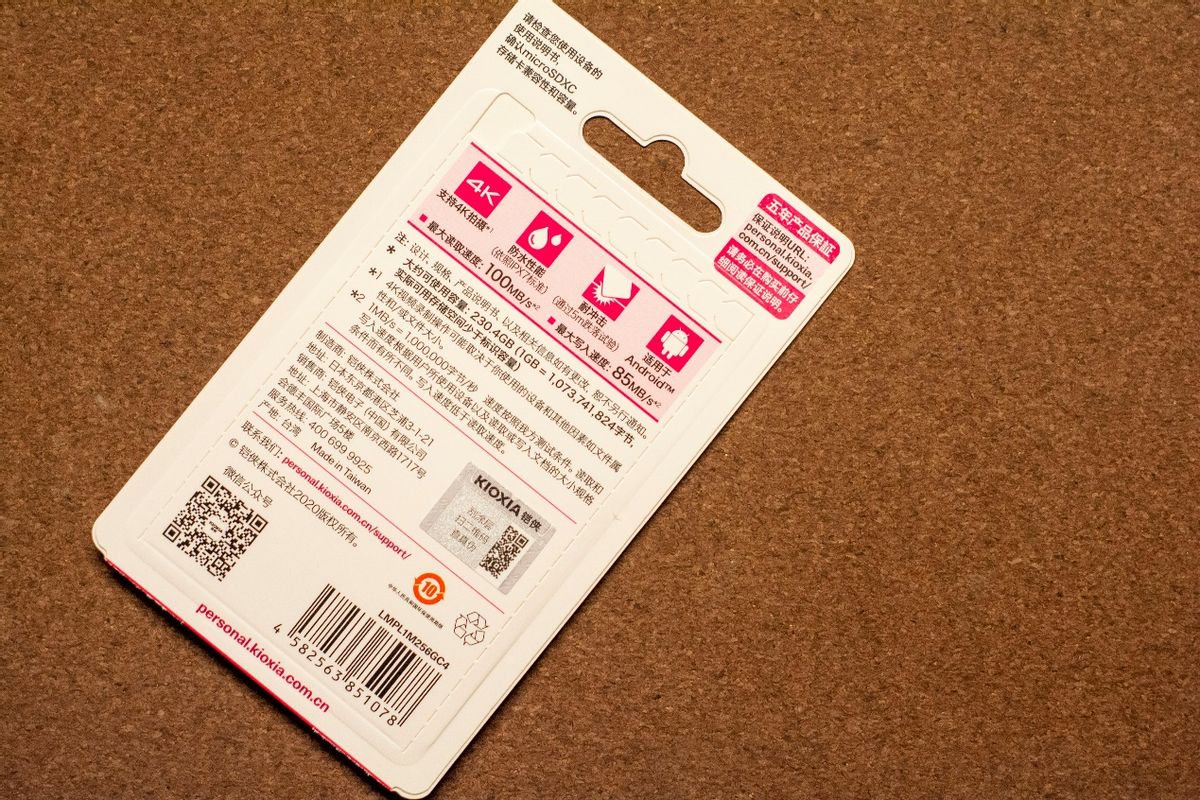 请检查您使用设备的
使用说明书,
确认microSDXC
存储卡兼容性和容量。
五年产品保证
保证说明URL:
personal.kioxia.
com.cn/support/
请务必在购买前仔
细阅读保证说明。
4K
支持4K拍摄*1
防水性能
(依照IPX7标准)
耐冲击
(通过5m跌落试验)
适用于
Android™
■ 最大读取速度: 100MB/s*2
■ 最大写入速度: 85MB/s*2
注: 设计, 规格, 产品说明书, 以及相关信息如有更改, 恕不另行通知。
* 大约可使用容量: 230.4GB (1GB = 1,073,741,824字节,
实际可用存储空间少于标识容量)
*1 4K视频录制操作可能取决于你使用的设备和其他因素如文件属
性和/或文件大小。
*2 1MB/s = 1,000,000字节/秒 速度按照我方测试条件。读取和
写入速度根据用户所使用设备以及读取或写入文档的大小规格
条件而有所不同。写入速度低于读取速度。
制造商: 铠侠株式会社
地址: 日本东京都港区芝浦3-1-21
销售商: 铠侠电子 (中国) 有限公司
地址: 上海市静安区南京西路1717号
会德丰国际广场5楼
服务热线: 400 699 9925
产地: 台湾 Made in Taiwan
联系我们: personal.kioxia.com.cn/support/
© 铠侠株式会社2020版权所有。
微信公众号
KIOXIA 铠侠
刮涂层
扫二维码
查真伪
10
LMPL1M256GC4
4 582563 851078
personal.kioxia.com.cn